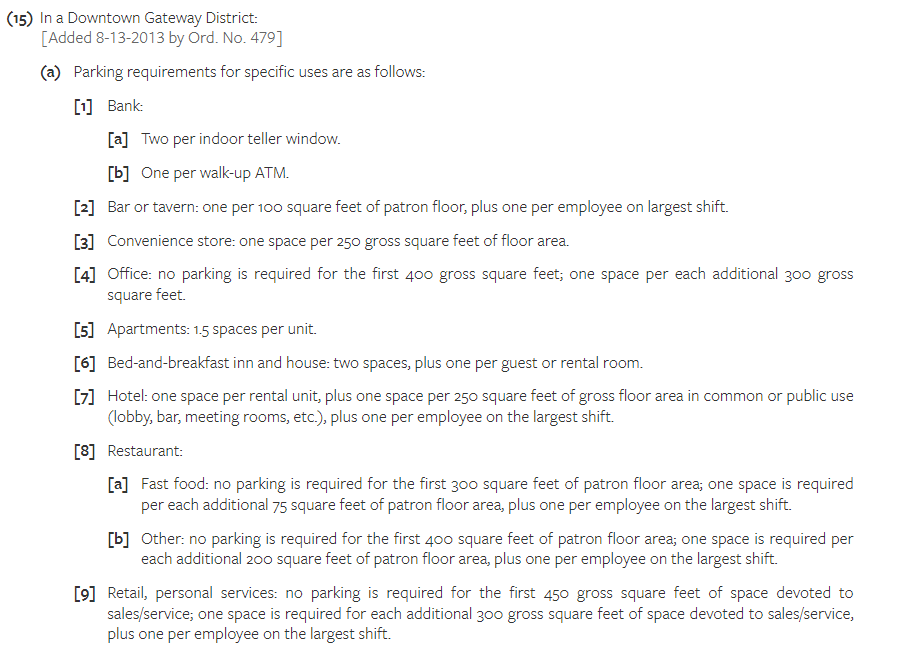 (15) In a Downtown Gateway District:
[Added 8-13-2013 by Ord. No. 479]
(a) Parking requirements for specific uses are as follows:
[1] Bank:
[a] Two per indoor teller window.
[b] One per walk-up ATM.
[2] Bar or tavern: one per 100 square feet of patron floor, plus one per employee on largest shift.
[3] Convenience store: one space per 250 gross square feet of floor area.
[4] Office: no parking is required for the first 400 gross square feet; one space per each additional 300 gross
square feet.
[5] Apartments: 1.5 spaces per unit.
[6] Bed-and-breakfast inn and house: two spaces, plus one per guest or rental room.
[7] Hotel: one space per rental unit, plus one space per 250 square feet of gross floor area in common or public use
(lobby, bar, meeting rooms, etc.), plus one per employee on the largest shift.
[8] Restaurant:
[a] Fast food: no parking is required for the first 300 square feet of patron floor area; one space is required
per each additional 75 square feet of patron floor area, plus one per employee on the largest shift.
[b] Other: no parking is required for the first 400 square feet of patron floor area; one space is required per
each additional 200 square feet of patron floor area, plus one per employee on the largest shift.
[9] Retail, personal services: no parking is required for the first 450 gross square feet of space devoted to
sales/service; one space is required for each additional 300 gross square feet of space devoted to sales/service,
plus one per employee on the largest shift.